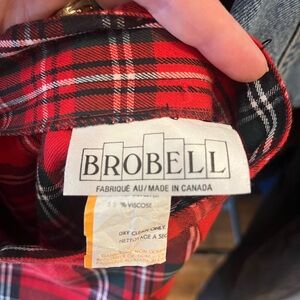 BROBELL
FABRIQUÉ AU/MADE IN CANADA
% VISCOSE
DRY CLEAN ONLY
NETTOYAGE A SEC